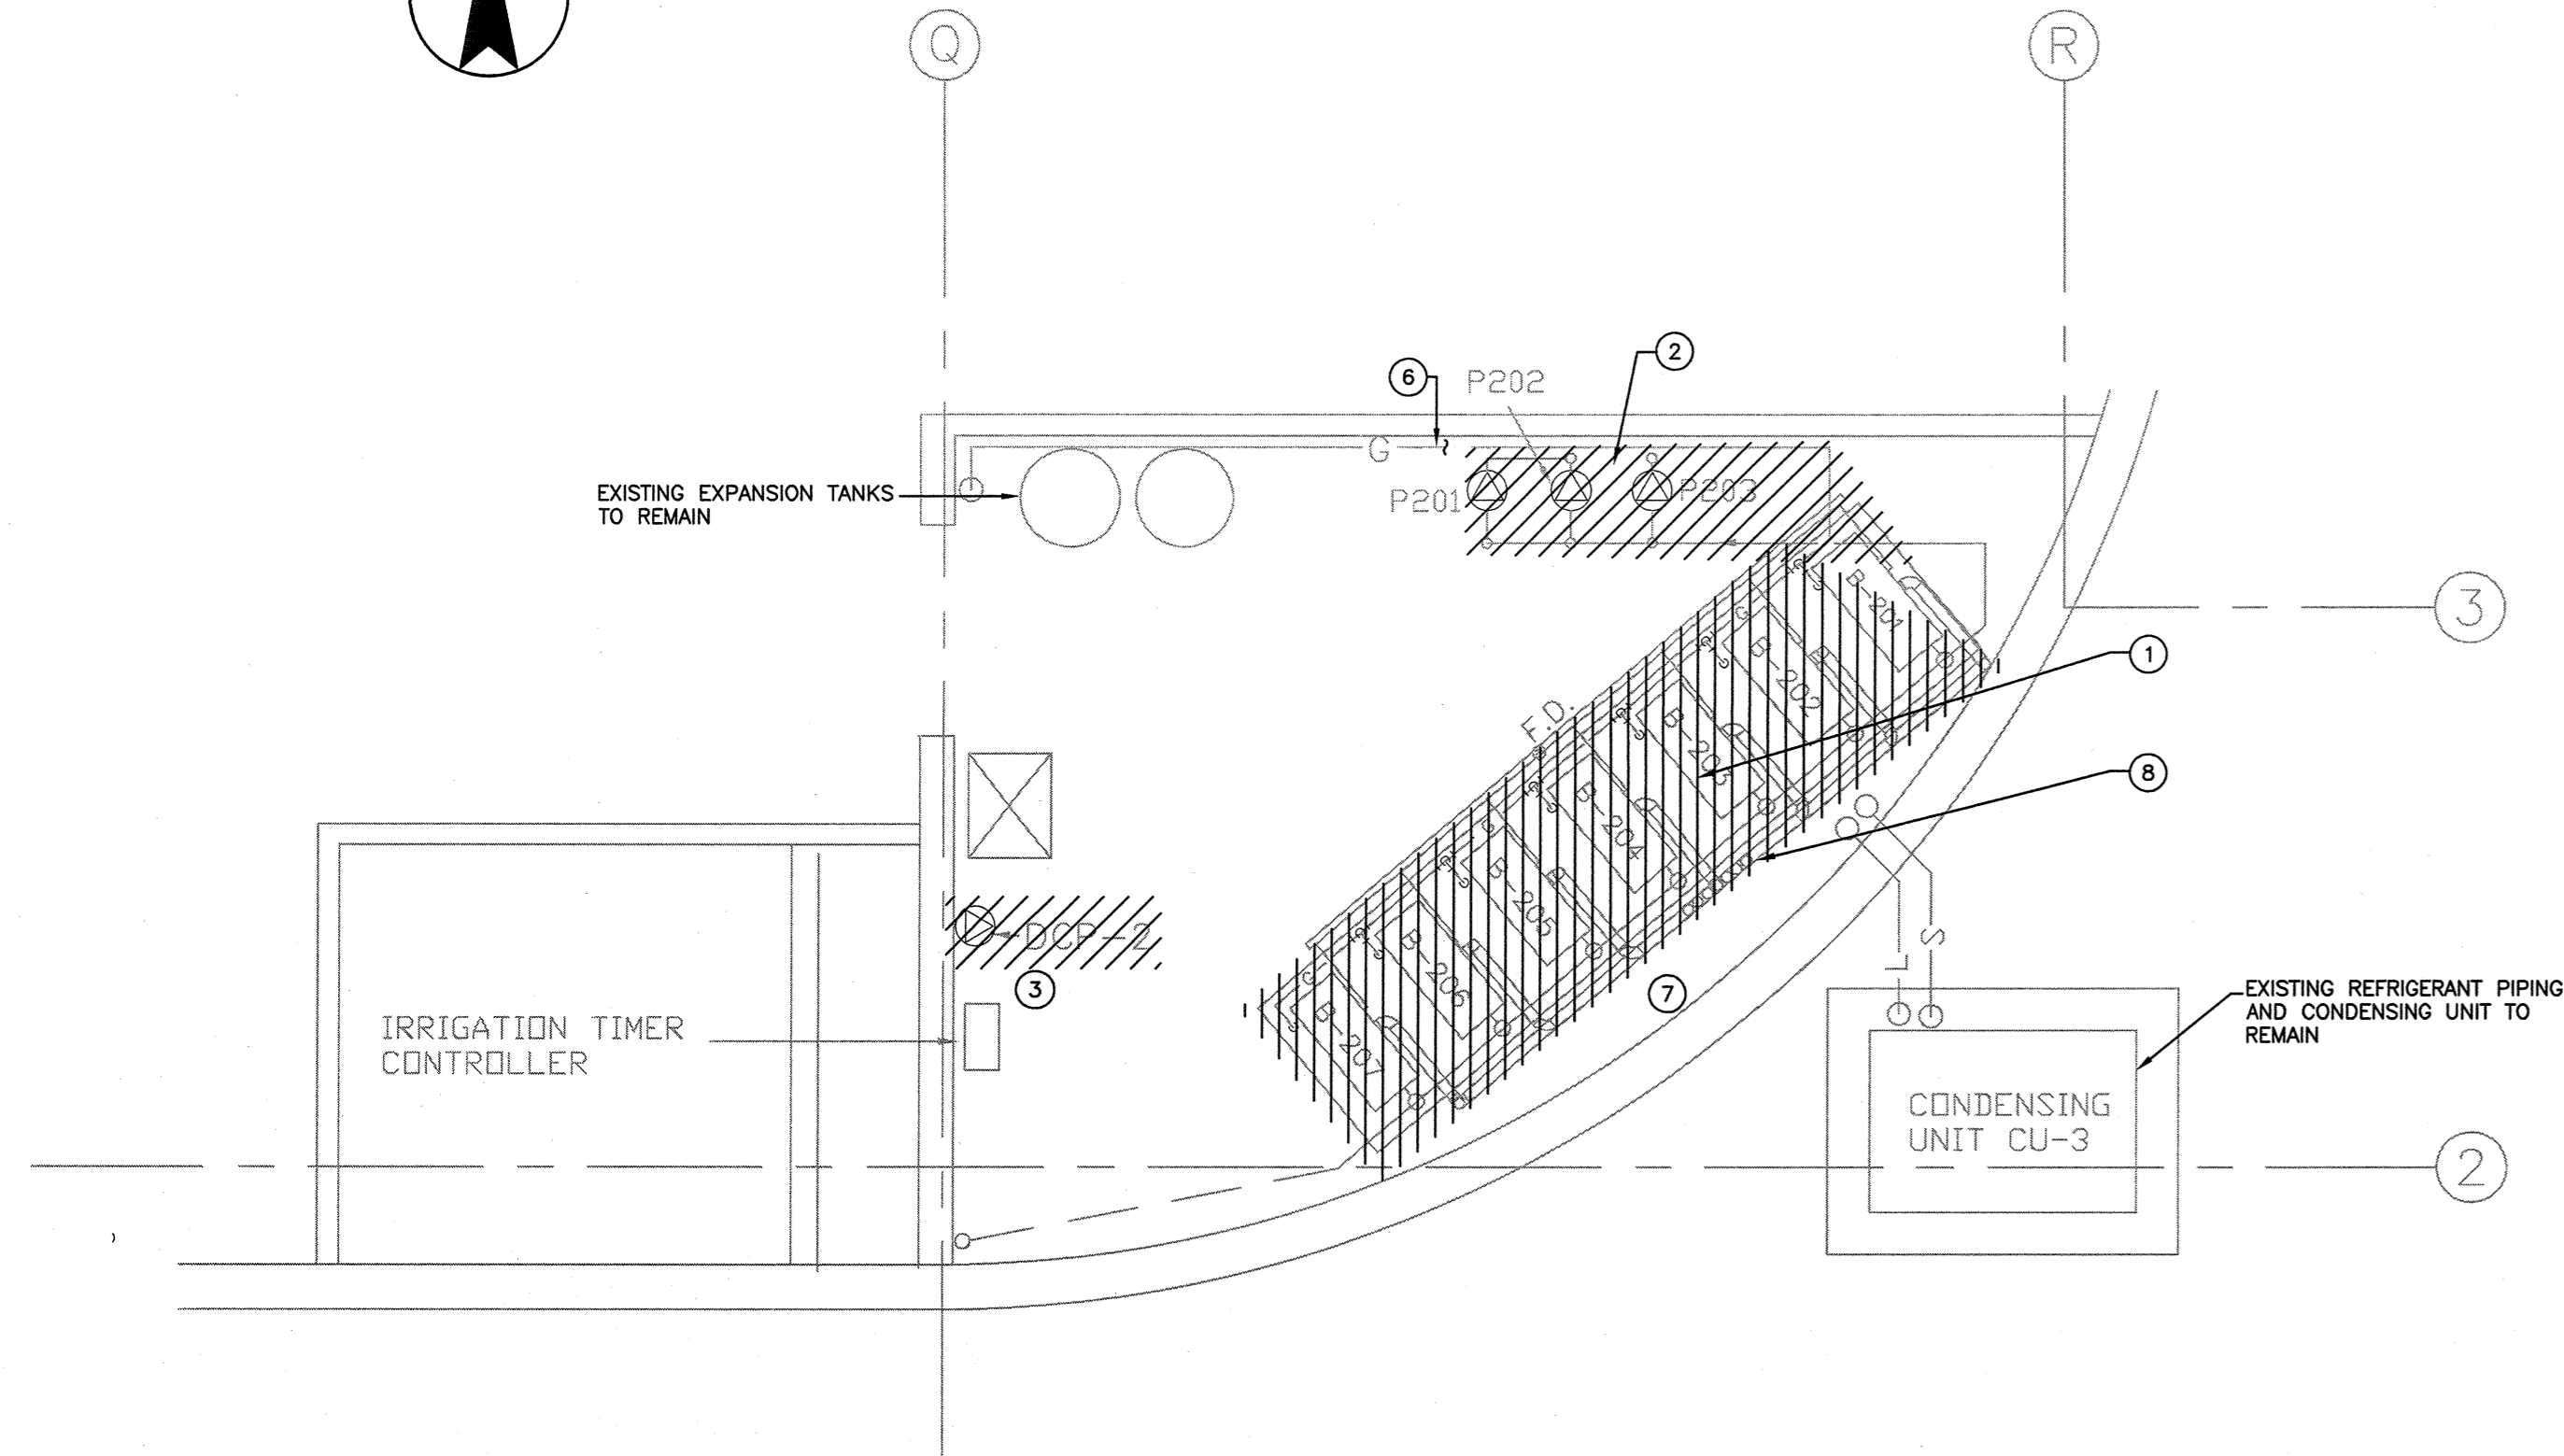 Q
R
2
6
P202
G
EXISTING EXPANSION TANKS
TO REMAIN
P201
P203
B-201
3
1
B-202
F.D.
B-203
8
B-204
B-205
DCP-2
S
L
3
7
B-206
EXISTING REFRIGERANT PIPING
AND CONDENSING UNIT TO
REMAIN
IRRIGATION TIMER
CONTROLLER
B-207
CONDENSING
UNIT CU-3
2
G
G
G